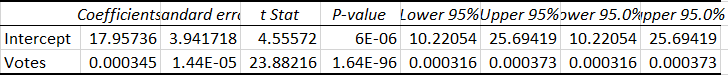 Coefficients andard erro t Stat P-value Lower 95% Upper 95% ower 95.0% pper 95.0%
Intercept 17.95736 3.941718 4.55572 6E-06 10.22054 25.69419 10.22054 25.69419
Votes 0.000345 1.44E-05 23.88216 1.64E-96 0.000316 0.000373 0.000316 0.000373